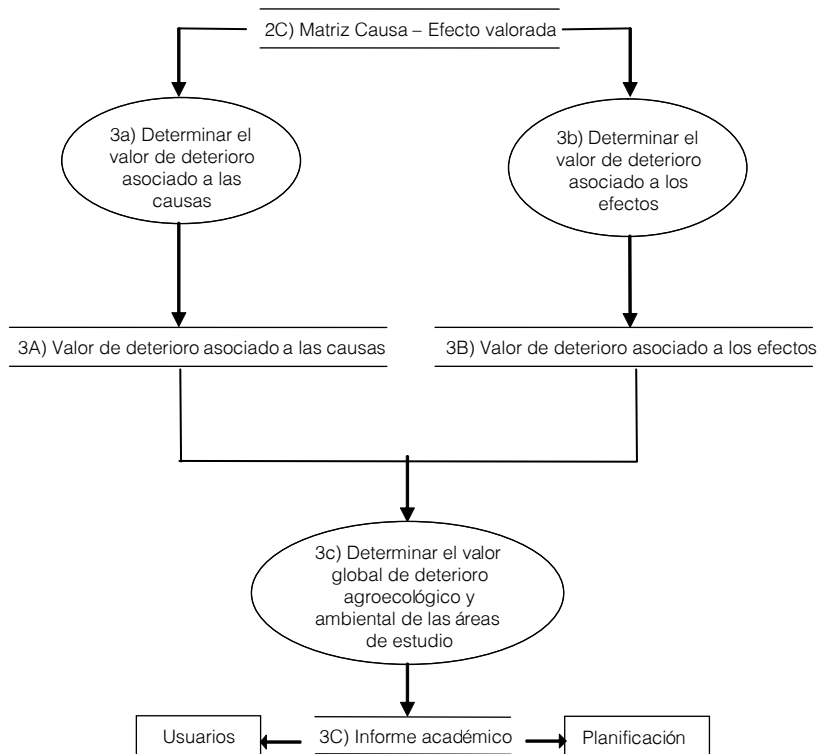 2C) Matriz Causa – Efecto valorada
3a) Determinar el
valor de deterioro
asociado a las
causas
3b) Determinar el
valor de deterioro
asociado a los
efectos
3A) Valor de deterioro asociado a las causas
3B) Valor de deterioro asociado a los efectos
3c) Determinar el valor
global de deterioro
agroecológico y
ambiental de las áreas
de estudio
Usuarios
3C) Informe académico
Planificación